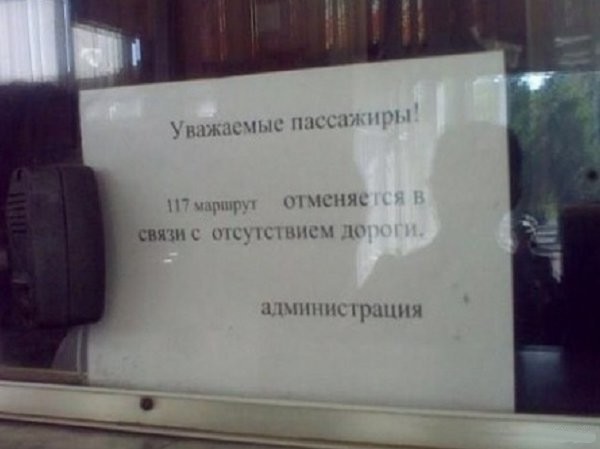 Уважаемые пассажиры!
117 маршрут отменяется в
связи с отсутствием дороги.
администрация